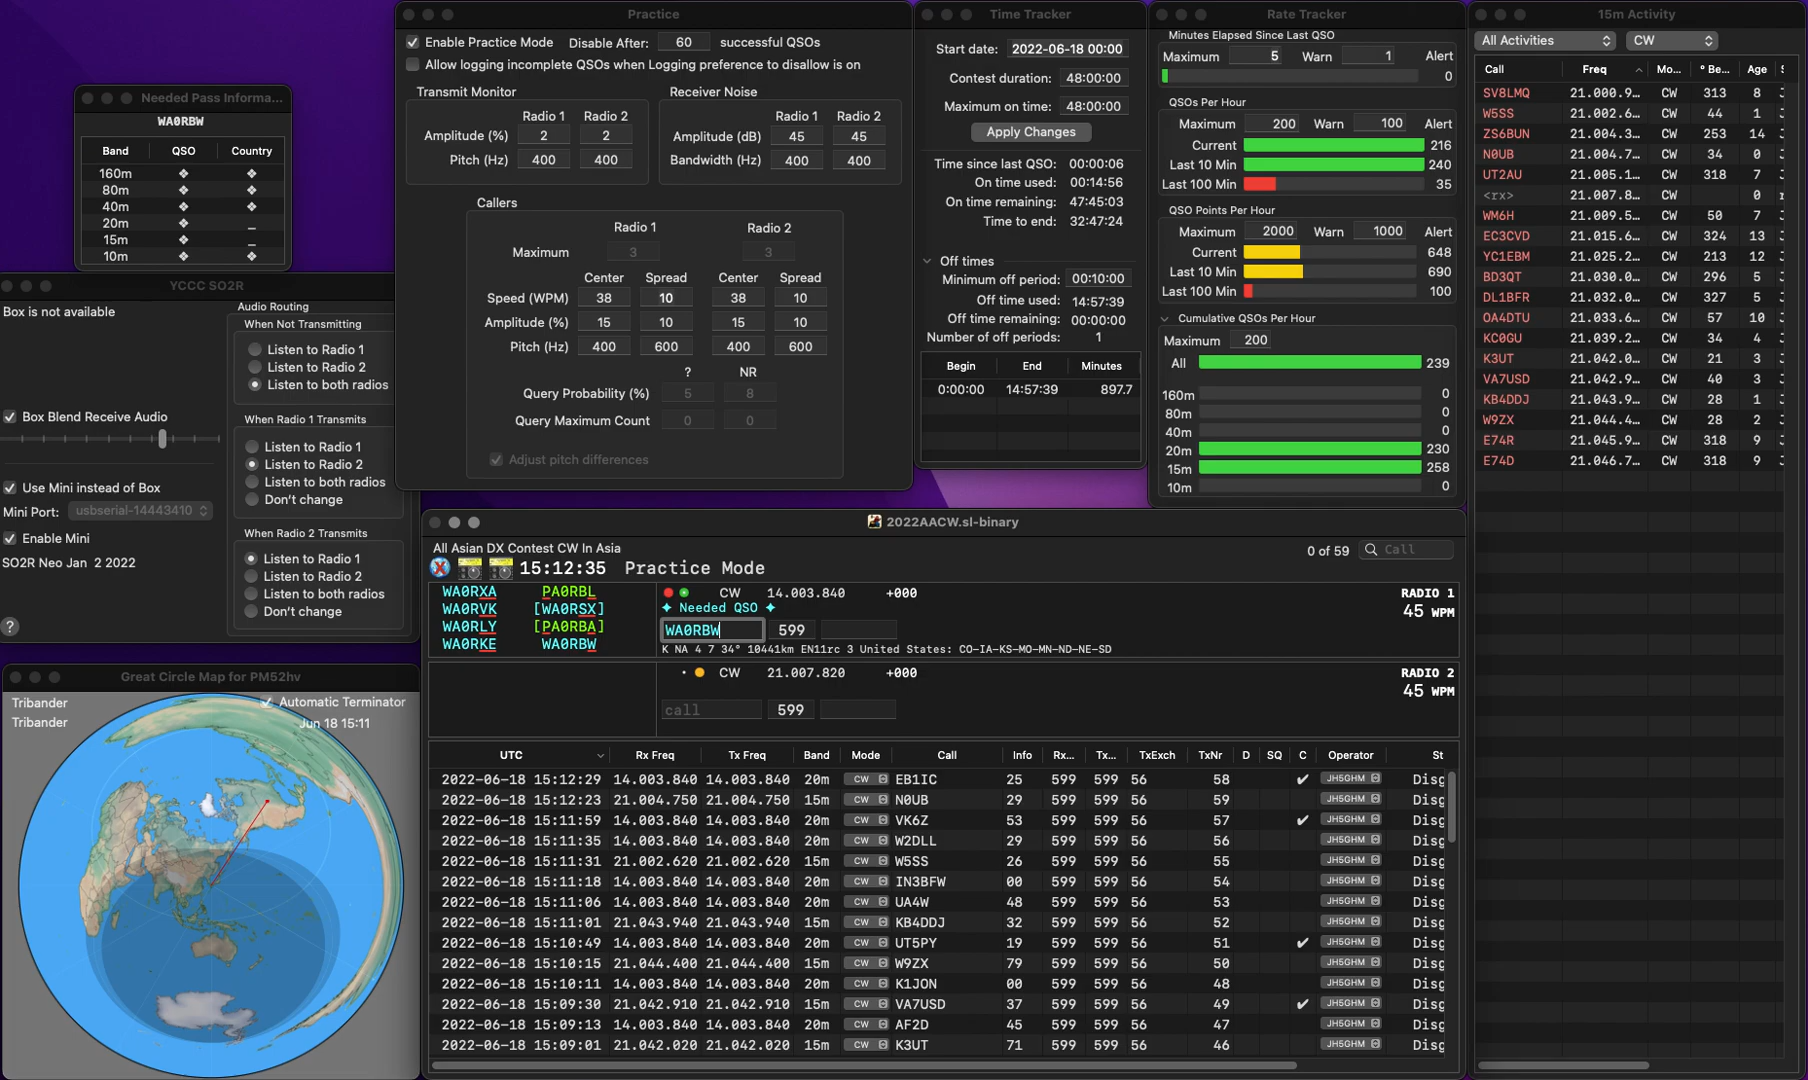 Needed Pass Informa...
WA0RBW
Band QSO Country
160m ❖ ❖
80m ❖ ❖
40m ❖ ❖
20m ❖ _
15m ❖ _
10m ❖ ❖
YCCC SO2R
Box is not available
Box Blend Receive Audio
Use Mini instead of Box
Mini Port: usbserial-14443410
Enable Mini
SO2R Neo Jan 2 2022
?
Audio Routing
When Not Transmitting
Listen to Radio 1
Listen to Radio 2
Listen to both radios
When Radio 1 Transmits
Listen to Radio 1
Listen to Radio 2
Listen to both radios
Don't change
When Radio 2 Transmits
Listen to Radio 1
Listen to Radio 2
Listen to both radios
Don't change
Great Circle Map for PM52hv
Tribander
Tribander
Automatic Terminator
Jun 18 15:11
Practice
Enable Practice Mode Disable After: 60 successful QSOs
Allow logging incomplete QSOs when Logging preference to disallow is on
Transmit Monitor
Radio 1 Radio 2
Amplitude (%) 2 2
Pitch (Hz) 400 400
Receiver Noise
Radio 1 Radio 2
Amplitude (dB) 45 45
Bandwidth (Hz) 400 400
Callers
Radio 1 Radio 2
Maximum 3 3
Center Spread Center Spread
Speed (WPM) 38 10 38 10
Amplitude (%) 15 10 15 10
Pitch (Hz) 400 600 400 600
? NR
Query Probability (%) 5 8
Query Maximum Count 0 0
Adjust pitch differences
Time Tracker
Start date: 2022-06-18 00:00
Contest duration: 48:00:00
Maximum on time: 48:00:00
Apply Changes
Time since last QSO: 00:00:06
On time used: 00:14:56
On time remaining: 47:45:03
Time to end: 32:47:24
Off times
Minimum off period: 00:10:00
Off time used: 14:57:39
Off time remaining: 00:00:00
Number of off periods: 1
Begin End Minutes
0:00:00 14:57:39 897.7
Rate Tracker
Minutes Elapsed Since Last QSO
Maximum 5 Warn 1 Alert
0
QSOs Per Hour
Maximum 200 Warn 100 Alert
Current 216
Last 10 Min 240
Last 100 Min 35
QSO Points Per Hour
Maximum 2000 Warn 1000 Alert
Current 648
Last 10 Min 690
Last 100 Min 100
Cumulative QSOs Per Hour
Maximum 200
All 239
160m 0
80m 0
40m 0
20m 230
15m 258
10m 0
15m Activity
All Activities CW
Call Freq Mo... ° Be... Age S
SV8LMQ 21.000.9... CW 313 8
W5SS 21.002.6... CW 44 1
ZS6BUN 21.004.3... CW 253 14
N0UB 21.004.7... CW 34 0
UT2AU 21.005.1... CW 318 7
<rx> 21.007.8... CW 0
WM6H 21.009.5... CW 50 7
EC3CVD 21.015.6... CW 324 13
YC1EBM 21.025.2... CW 213 12
BD3QT 21.030.0... CW 296 5
DL1BFR 21.032.0... CW 327 5
OA4DTU 21.033.6... CW 57 10
KC0GU 21.039.2... CW 34 4
K3UT 21.042.0... CW 21 3
VA7USD 21.042.9... CW 40 3
KB4DDJ 21.043.9... CW 28 1
W9ZX 21.044.4... CW 28 2
E74R 21.045.9... CW 318 9
E74D 21.046.7... CW 318 9
2022AACW.sl-binary
All Asian DX Contest CW In Asia
0 of 59 Call
15:12:35 Practice Mode
WA0RXA PA0RBL
WA0RVK [WA0RSX]
WA0RLY [PA0RBA]
WA0RKE WA0RBW
CW 14.003.840 +000 RADIO 1
✦ Needed QSO ✦ 45 WPM
WA0RBW 599
K NA 4 7 34° 10441km EN11rc 3 United States: CO-IA-KS-MO-MN-ND-NE-SD
CW 21.007.820 +000 RADIO 2
45 WPM
call 599
UTC Rx Freq Tx Freq Band Mode Call Info Rx... Tx... TxExch TxNr D SQ C Operator St
2022-06-18 15:12:29 14.003.840 14.003.840 20m CW EB1IC 25 599 599 56 58 ✔ JH5GHM Disg
2022-06-18 15:12:23 21.004.750 21.004.750 15m CW N0UB 29 599 599 56 59 JH5GHM Disg
2022-06-18 15:11:59 14.003.840 14.003.840 20m CW VK6Z 53 599 599 56 57 ✔ JH5GHM Disg
2022-06-18 15:11:35 14.003.840 14.003.840 20m CW W2DLL 29 599 599 56 56 JH5GHM Disg
2022-06-18 15:11:31 21.002.620 21.002.620 15m CW W5SS 26 599 599 56 55 JH5GHM Disg
2022-06-18 15:11:18 14.003.840 14.003.840 20m CW IN3BFW 00 599 599 56 54 JH5GHM Disg
2022-06-18 15:11:06 14.003.840 14.003.840 20m CW UA4W 48 599 599 56 53 JH5GHM Disg
2022-06-18 15:11:01 21.043.940 21.043.940 15m CW KB4DDJ 32 599 599 56 52 JH5GHM Disg
2022-06-18 15:10:49 14.003.840 14.003.840 20m CW UT5PY 19 599 599 56 51 ✔ JH5GHM Disg
2022-06-18 15:10:15 21.044.400 21.044.400 15m CW W9ZX 79 599 599 56 50 JH5GHM Disg
2022-06-18 15:10:11 14.003.840 14.003.840 20m CW K1JON 00 599 599 56 48 JH5GHM Disg
2022-06-18 15:09:30 21.042.910 21.042.910 15m CW VA7USD 37 599 599 56 49 ✔ JH5GHM Disg
2022-06-18 15:09:13 14.003.840 14.003.840 20m CW AF2D 45 599 599 56 47 JH5GHM Disg
2022-06-18 15:09:01 21.042.020 21.042.020 15m CW K3UT 71 599 599 56 46 JH5GHM Disg